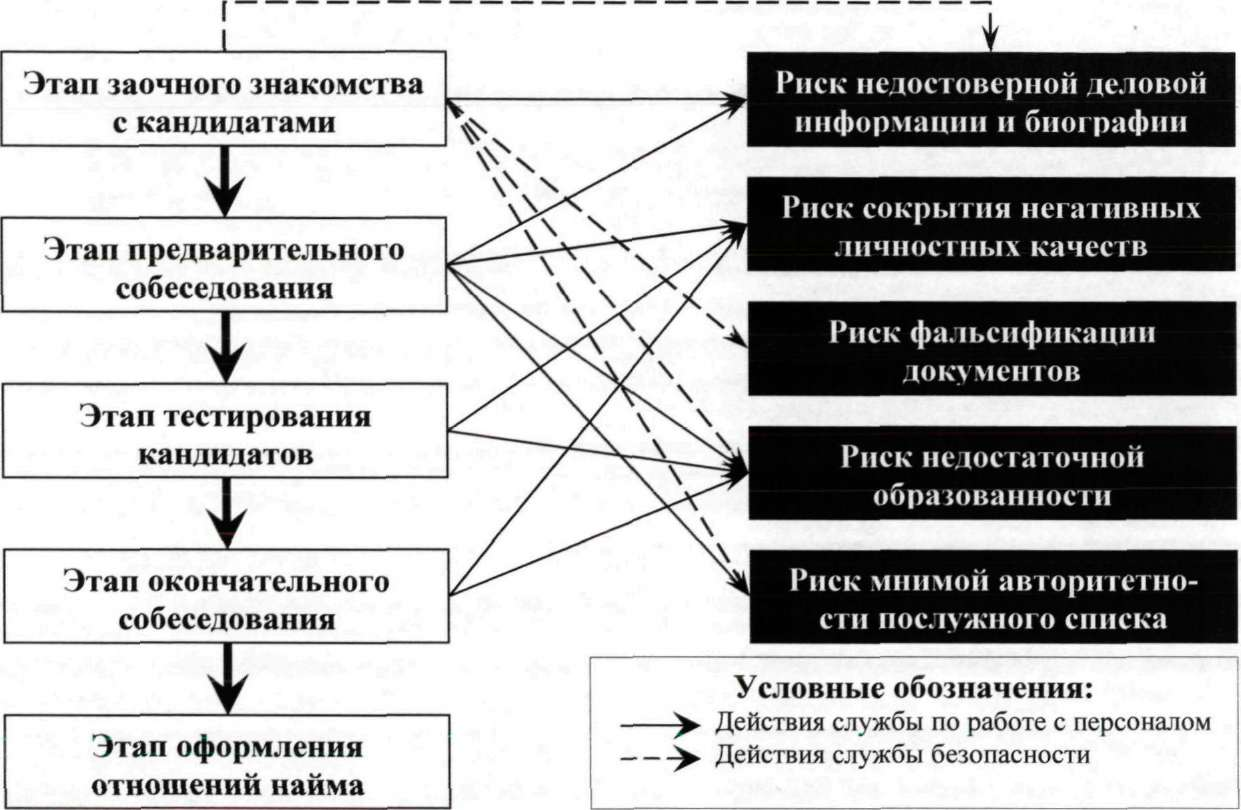 Этап заочного знакомства
с кандидатами
Этап предварительного
собеседования
Этап тестирования
кандидатов
Этап окончательного
собеседования
Этап оформления
отношений найма
Риск недостоверной деловой
информации и биографии
Риск сокрытия негативных
личностных качеств
Риск фальсификации
документов
Риск недостаточной
образованности
Риск мнимой авторитетно-
сти послужного списка
Условные обозначения:
Действия службы по работе с персоналом
Действия службы безопасности